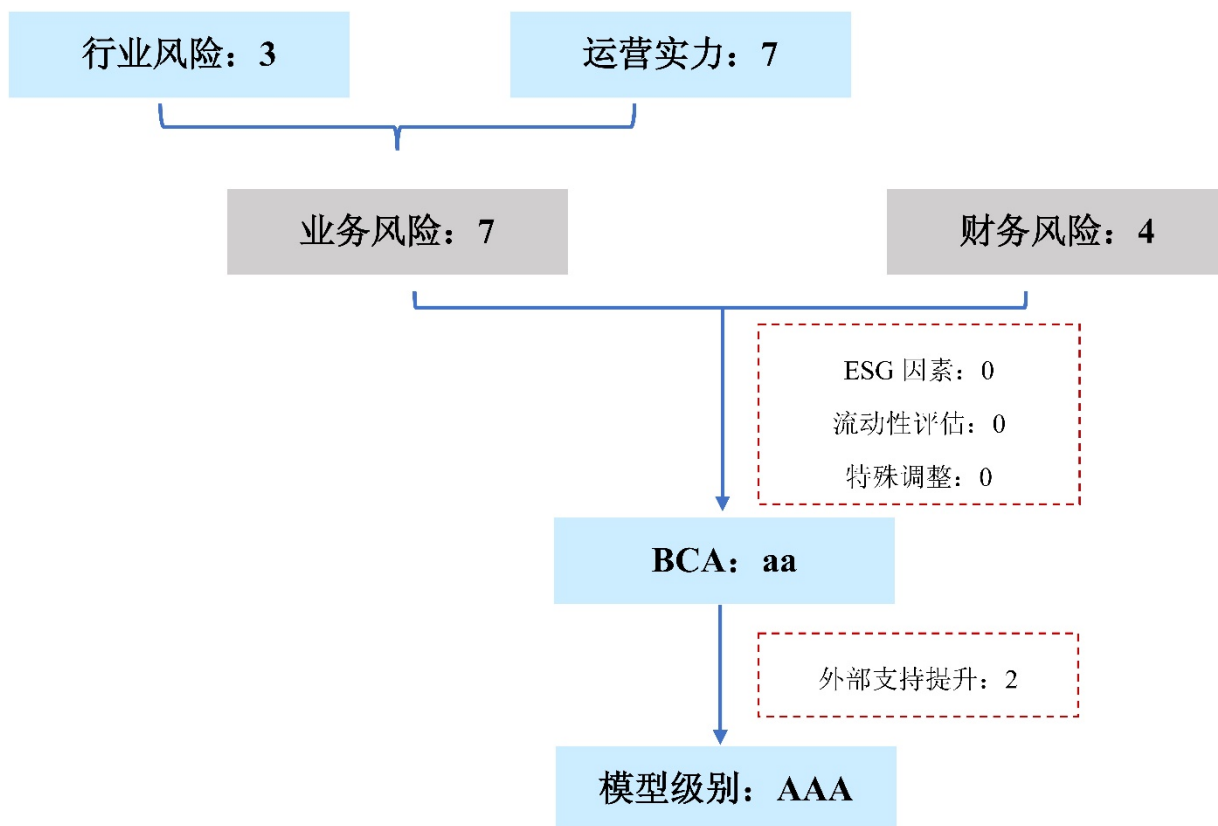 行业风险：3
运营实力：7
业务风险：7
财务风险：4
ESG 因素：0
流动性评估：0
特殊调整：0
BCA：aa
外部支持提升：2
模型级别：AAA